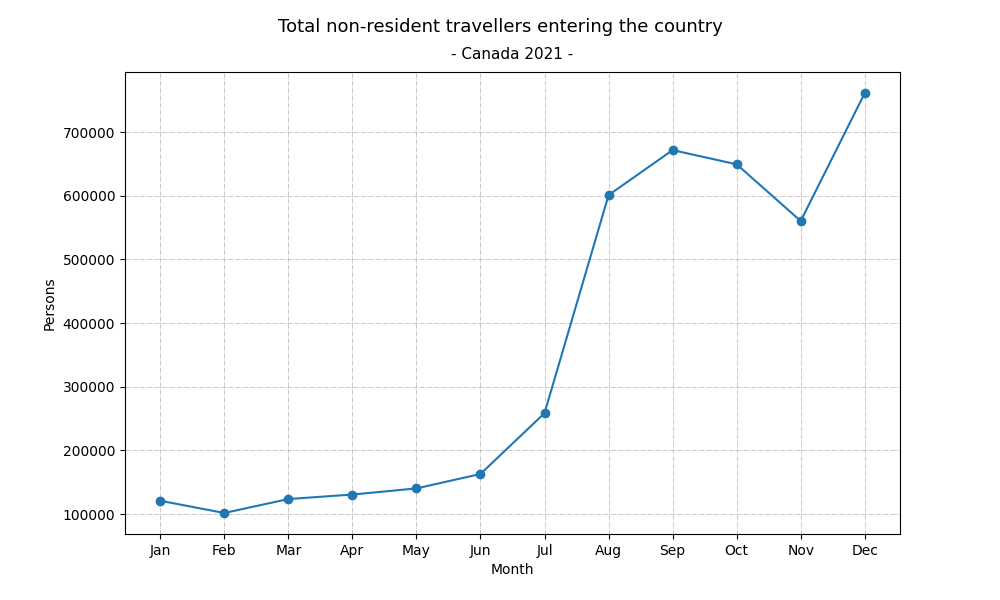 Total non-resident travellers entering the country
- Canada 2021 -
Persons
700000
600000
500000
400000
300000
200000
100000
Jan Feb Mar Apr May Jun Jul Aug Sep Oct Nov Dec
Month